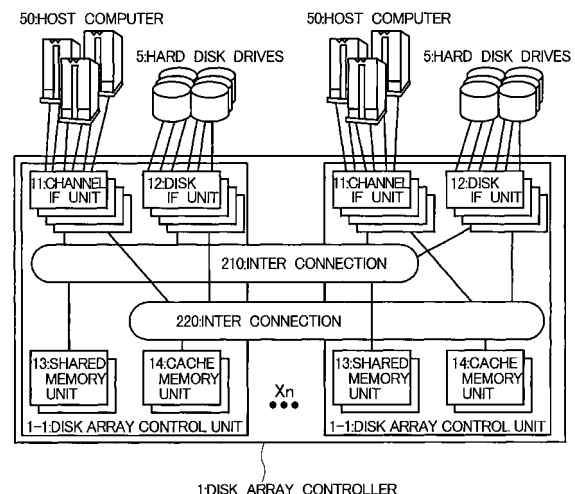 50:HOST COMPUTER
5:HARD DISK DRIVES
50:HOST COMPUTER
5:HARD DISK DRIVES
11:CHANNEL
IF UNIT
12:DISK
IF UNIT
11:CHANNEL
IF UNIT
12:DISK
IF UNIT
210:INTER CONNECTION
220:INTER CONNECTION
13:SHARED
MEMORY
UNIT
14:CACHE
MEMORY
UNIT
Xn
13:SHARED
MEMORY
UNIT
14:CACHE
MEMORY
UNIT
1-1:DISK ARRAY CONTROL UNIT
1-1:DISK ARRAY CONTROL UNIT
1:DISK ARRAY CONTROLLER